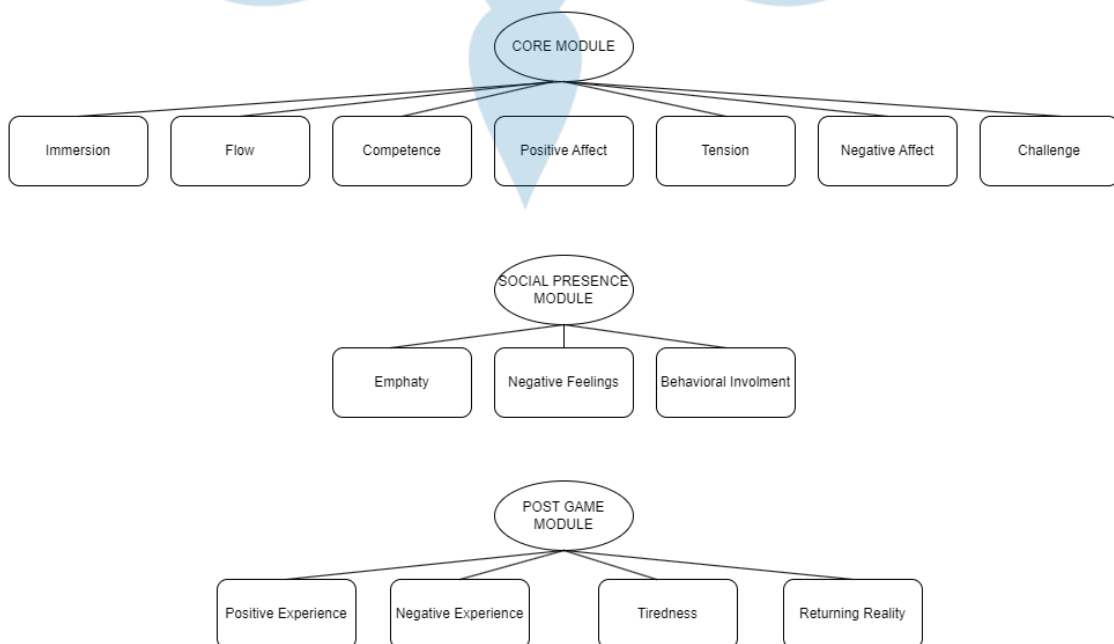 CORE MODULE
Immersion
Flow
Competence
Positive Affect
Tension
Negative Affect
Challenge
SOCIAL PRESENCE
MODULE
Emphaty
Negative Feelings
Behavioral Involment
POST GAME
MODULE
Positive Experience
Negative Experience
Tiredness
Returning Reality